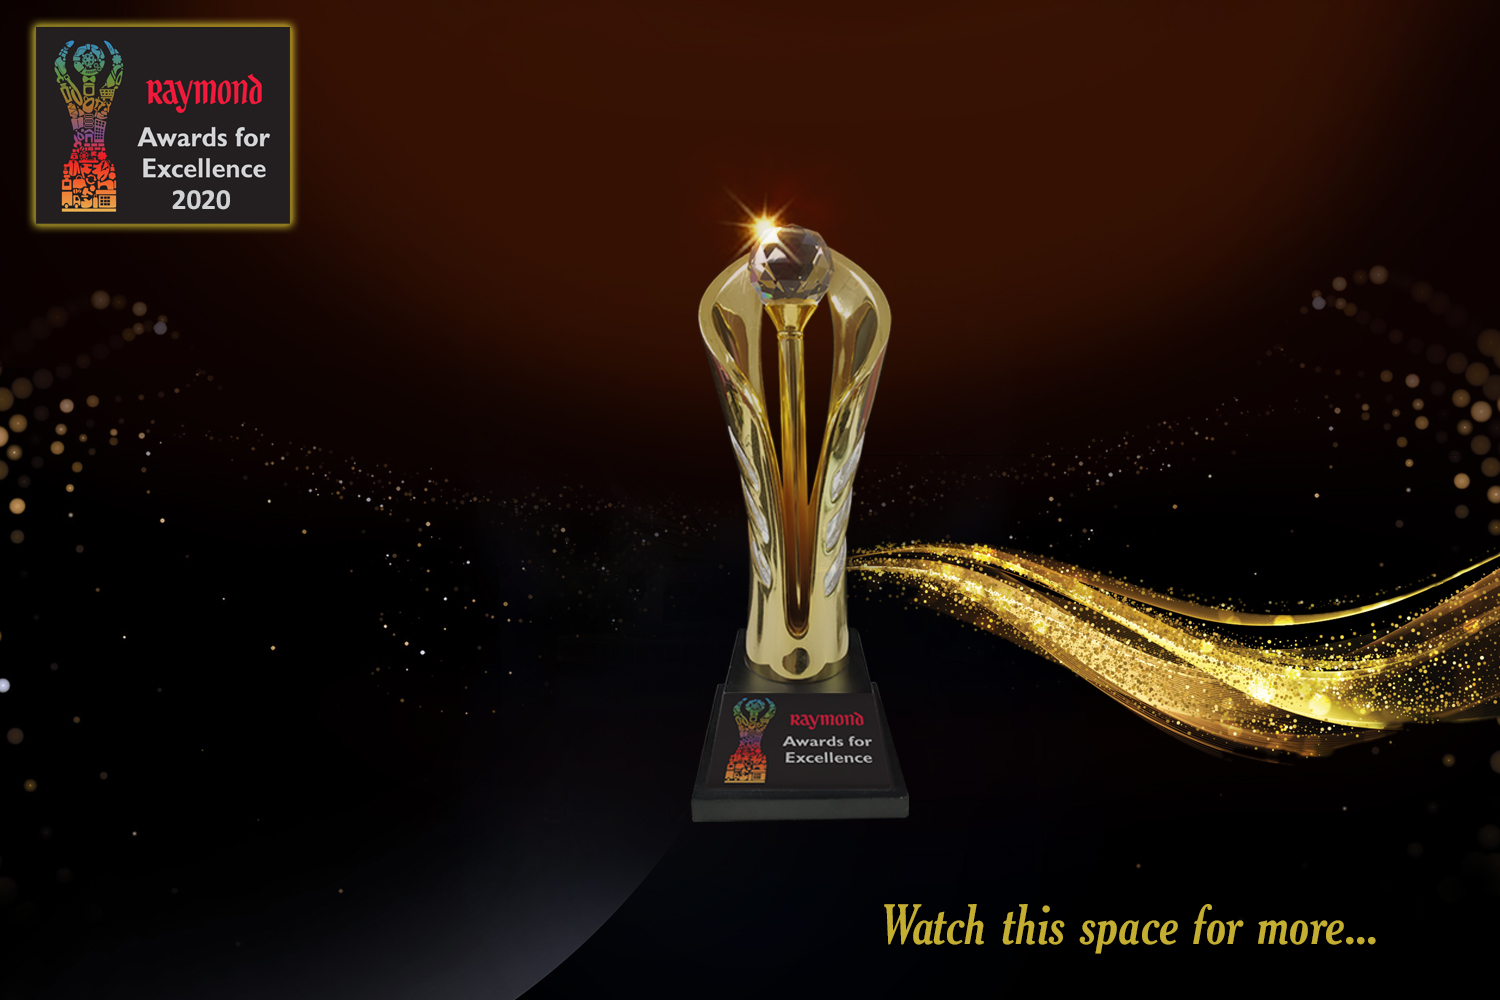 Raymond
Awards for
Excellence
2020
Raymond
Awards for
Excellence
Watch this space for more...